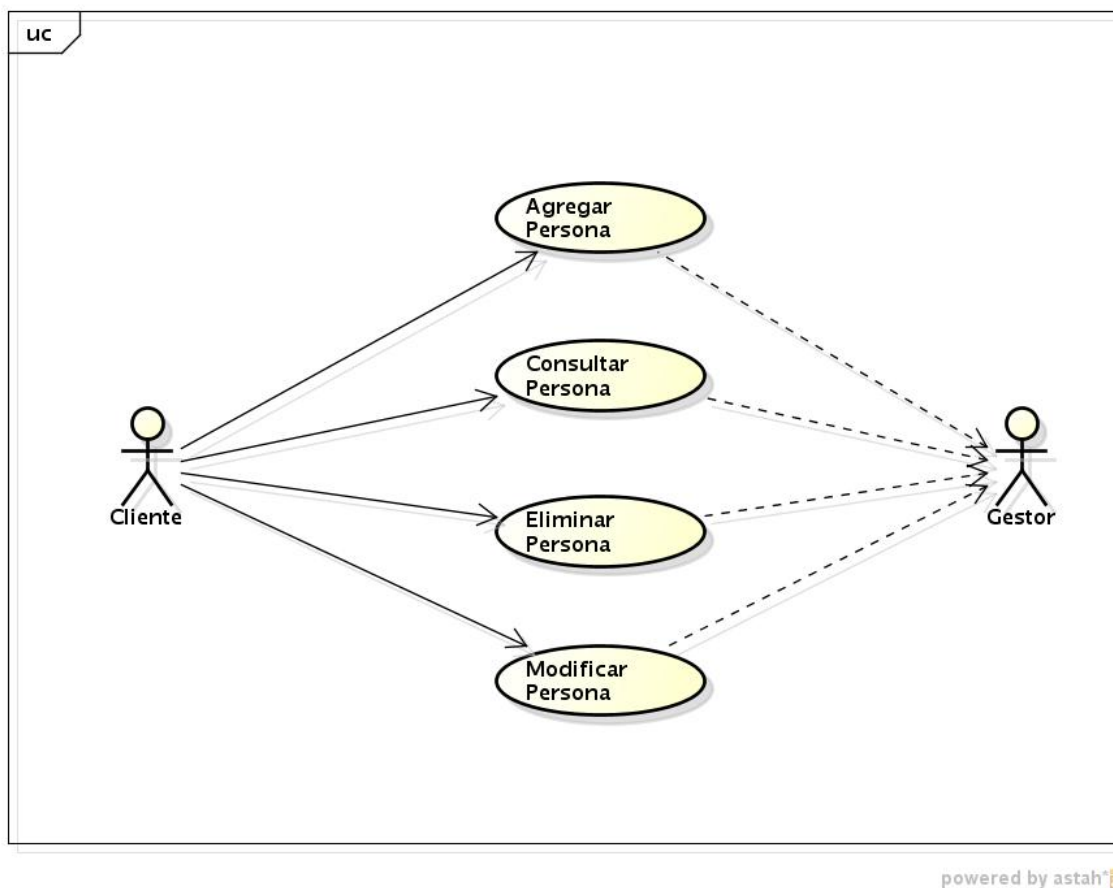 uc
Agregar
Persona
Consultar
Persona
Cliente
Gestor
Eliminar
Persona
Modificar
Persona
powered by astah*